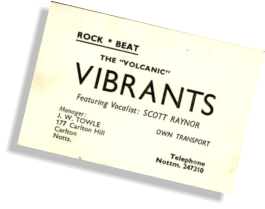 ROCK * BEAT
THE "VOLCANIC"
VIBRANTS
Featuring Vocalist: SCOTT RAYNOR
OWN TRANSPORT
Manager:
J. W. TOWLE
177 Carlton Hill
Carlton
Notts.
Telephone
Nottm. 247310